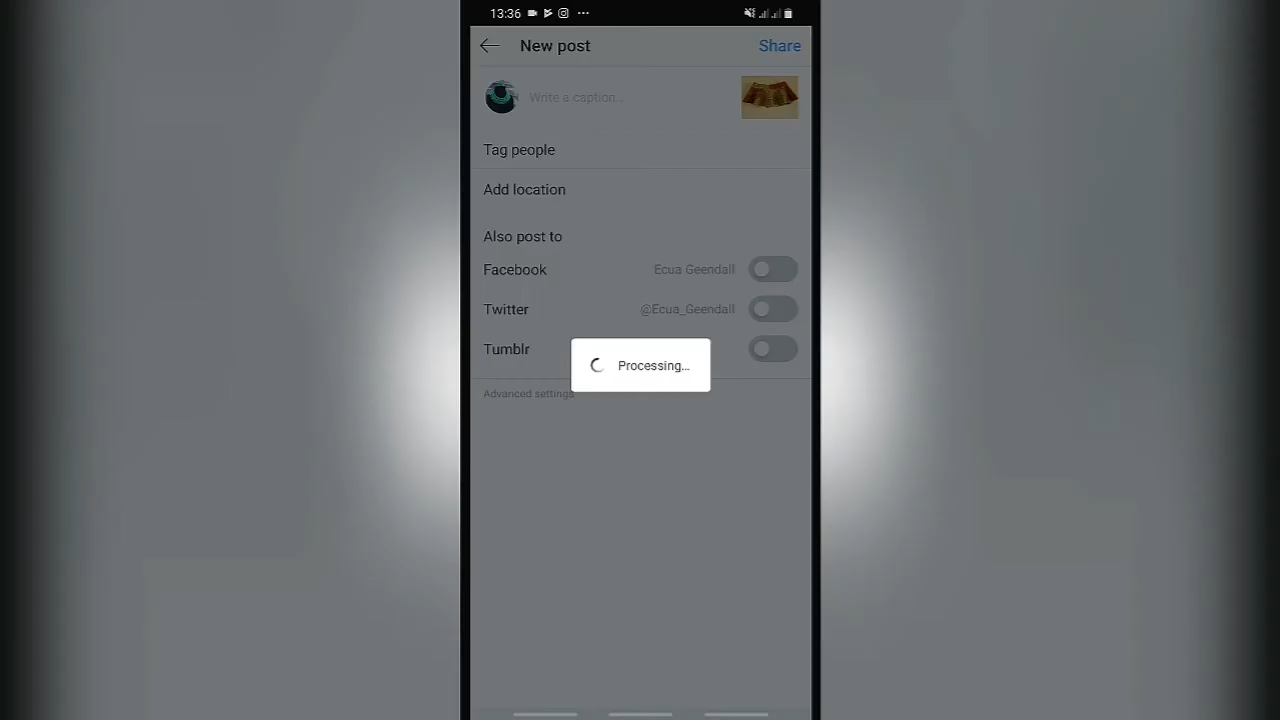 13:36
New post
Share
Write a caption...
Tag people
Add location
Also post to
Facebook
Ecua Geendall
Twitter
@Ecua_Geendall
Tumblr
Processing...
Advanced settings